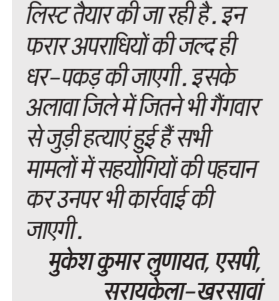 लिस्ट तैयार की जा रही है. इन
फरार अपराधियों की जल्द ही
धर-पकड़ की जाएगी. इसके
अलावा जिले में जितने भी गैंगवार
से जुड़ी हत्याएं हुई हैं सभी
मामलों में सहयोगियों की पहचान
कर उनपर भी कार्रवाई की
जाएगी.
मुकेश कुमार लुणायत, एसपी,
सरायकेला-खरसावां